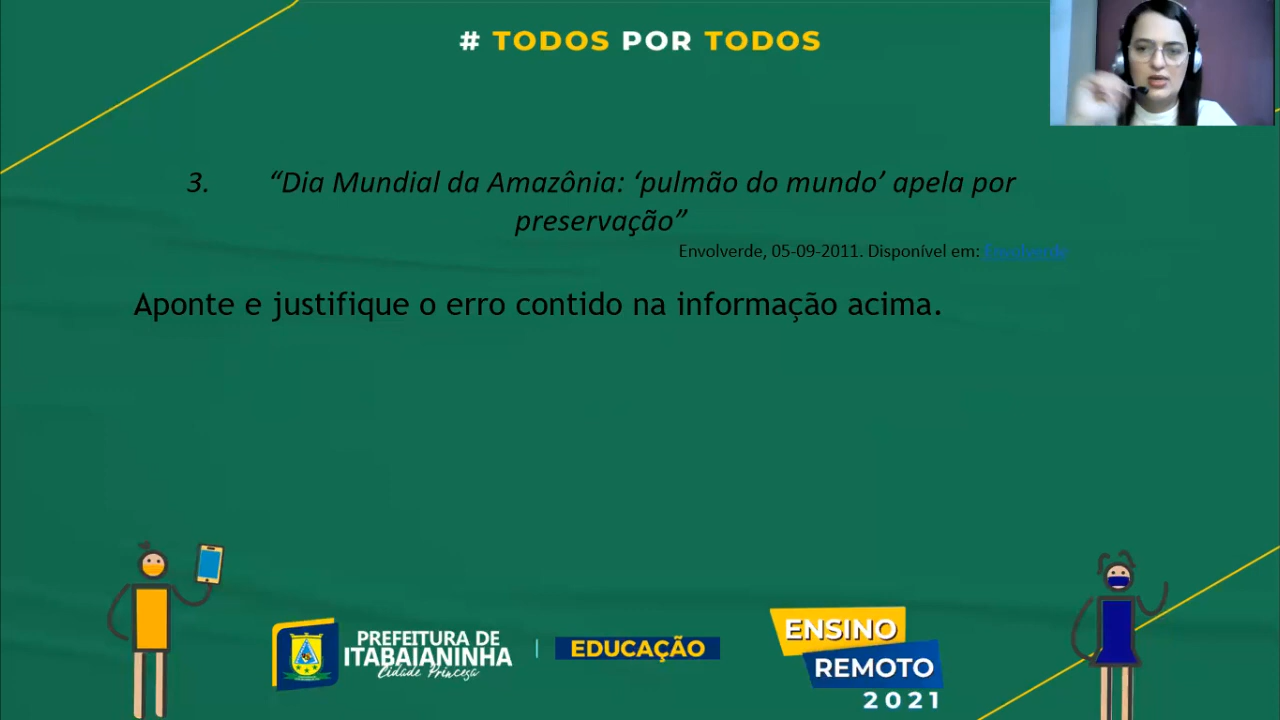 # TODOS POR TODOS
3. “Dia Mundial da Amazônia: ‘pulmão do mundo’ apela por
preservação”
Envolverde, 05-09-2011. Disponível em: Envolverde
Aponte e justifique o erro contido na informação acima.
PREFEITURA DE
ITABAIANINHA
Cidade Princesa
EDUCAÇÃO
ENSINO
REMOTO
2021